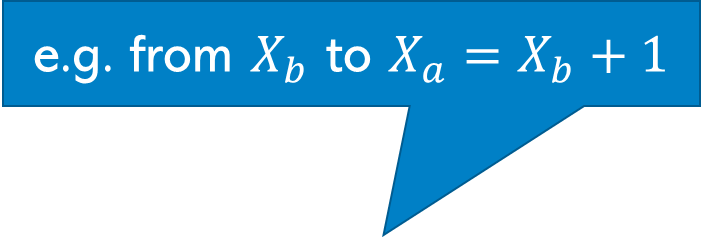 e.g. from X_b to X_a = X_b + 1